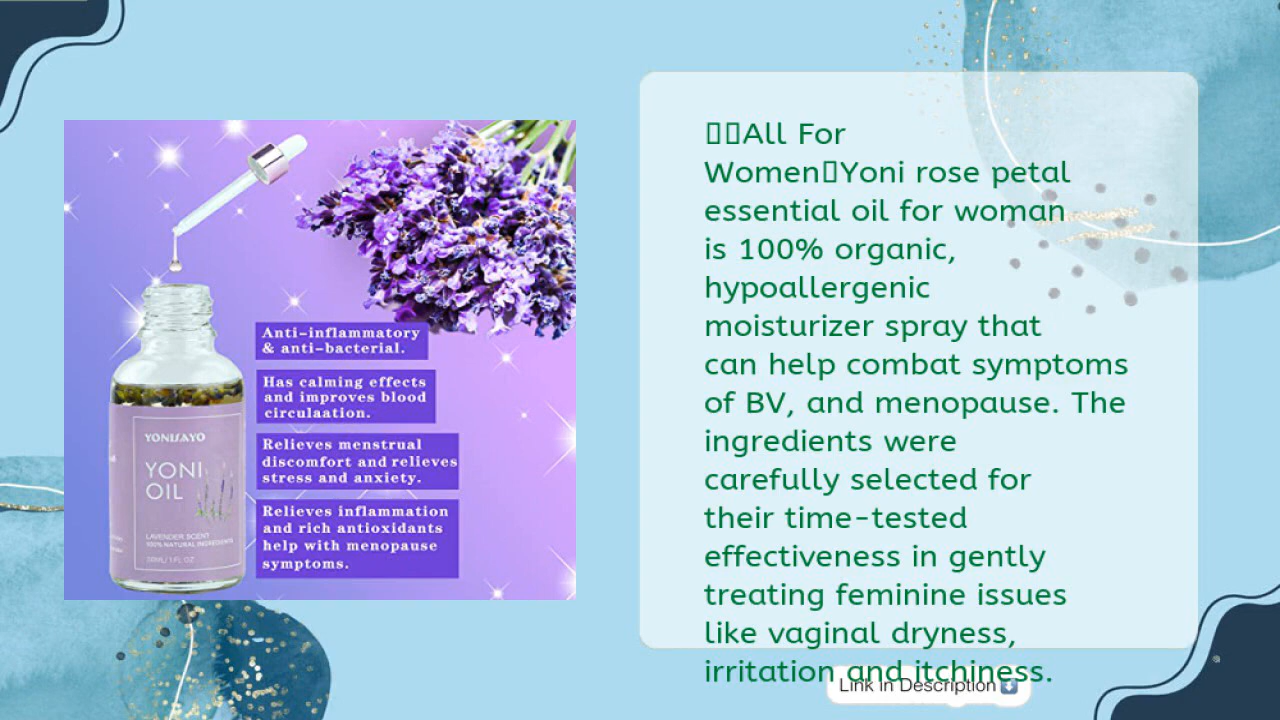 Anti-inflammatory
& anti-bacterial.
Has calming effects
and improves blood
circulaation.
Relieves menstrual
discomfort and relieves
stress and anxiety.
Relieves inflammation
and rich antioxidants
help with menopause
symptoms.
YONISAYO
YONI
OIL
LAVENDER SCENT
100% NATURAL INGREDIENTS
30ML/ 1 FL OZ
All For
Women Yoni rose petal
essential oil for woman
is 100% organic,
hypoallergenic
moisturizer spray that
can help combat symptoms
of BV, and menopause. The
ingredients were
carefully selected for
their time-tested
effectiveness in gently
treating feminine issues
like vaginal dryness,
irritation and itchiness.
Link in Description